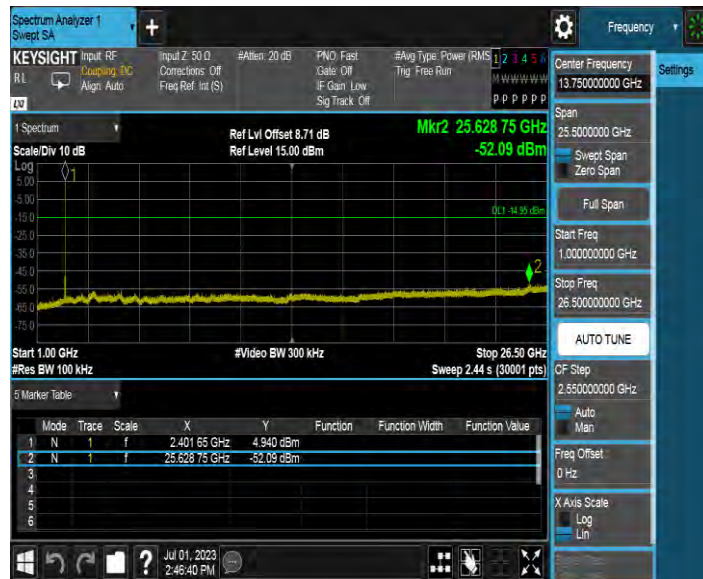 Spectrum Analyzer 1
Swept SA
Frequency
KEYSIGHT
Input: RF
Coupling: DC
Align: Auto
Input Z: 50 Ω
Corrections: Off
Freq Ref: Int (S)
#Atten: 20 dB
PNO: Fast
Gate: Off
IF Gain: Low
Sig Track: Off
#Avg Type: Power (RMS
Trig: Free Run
1 2 3 4 5 6
M W W W W W
P P P P P P
RL
LXI
Center Frequency
13.750000000 GHz
Settings
Span
25.5000000 GHz
Swept Span
Zero Span
Full Span
Start Freq
1.000000000 GHz
Stop Freq
26.500000000 GHz
AUTO TUNE
CF Step
2.550000000 GHz
Auto
Man
Freq Offset
0 Hz
X Axis Scale
Log
Lin
1 Spectrum
Scale/Div 10 dB
Ref Lvl Offset 8.71 dB
Ref Level 15.00 dBm
Mkr2 25.628 75 GHz
-52.09 dBm
Log
5.00
-5.00
-15.0
-25.0
-35.0
-45.0
-55.0
-65.0
-75.0
1
DL1 -14.95 dBm
2
Start 1.00 GHz
#Res BW 100 kHz
#Video BW 300 kHz
Stop 26.50 GHz
Sweep 2.44 s (30001 pts)
5 Marker Table
Mode Trace Scale X Y Function Function Width Function Value
1 N 1 f 2.401 65 GHz 4.940 dBm
2 N 1 f 25.628 75 GHz -52.09 dBm
3
4
5
6
Jul 01, 2023
2:46:40 PM